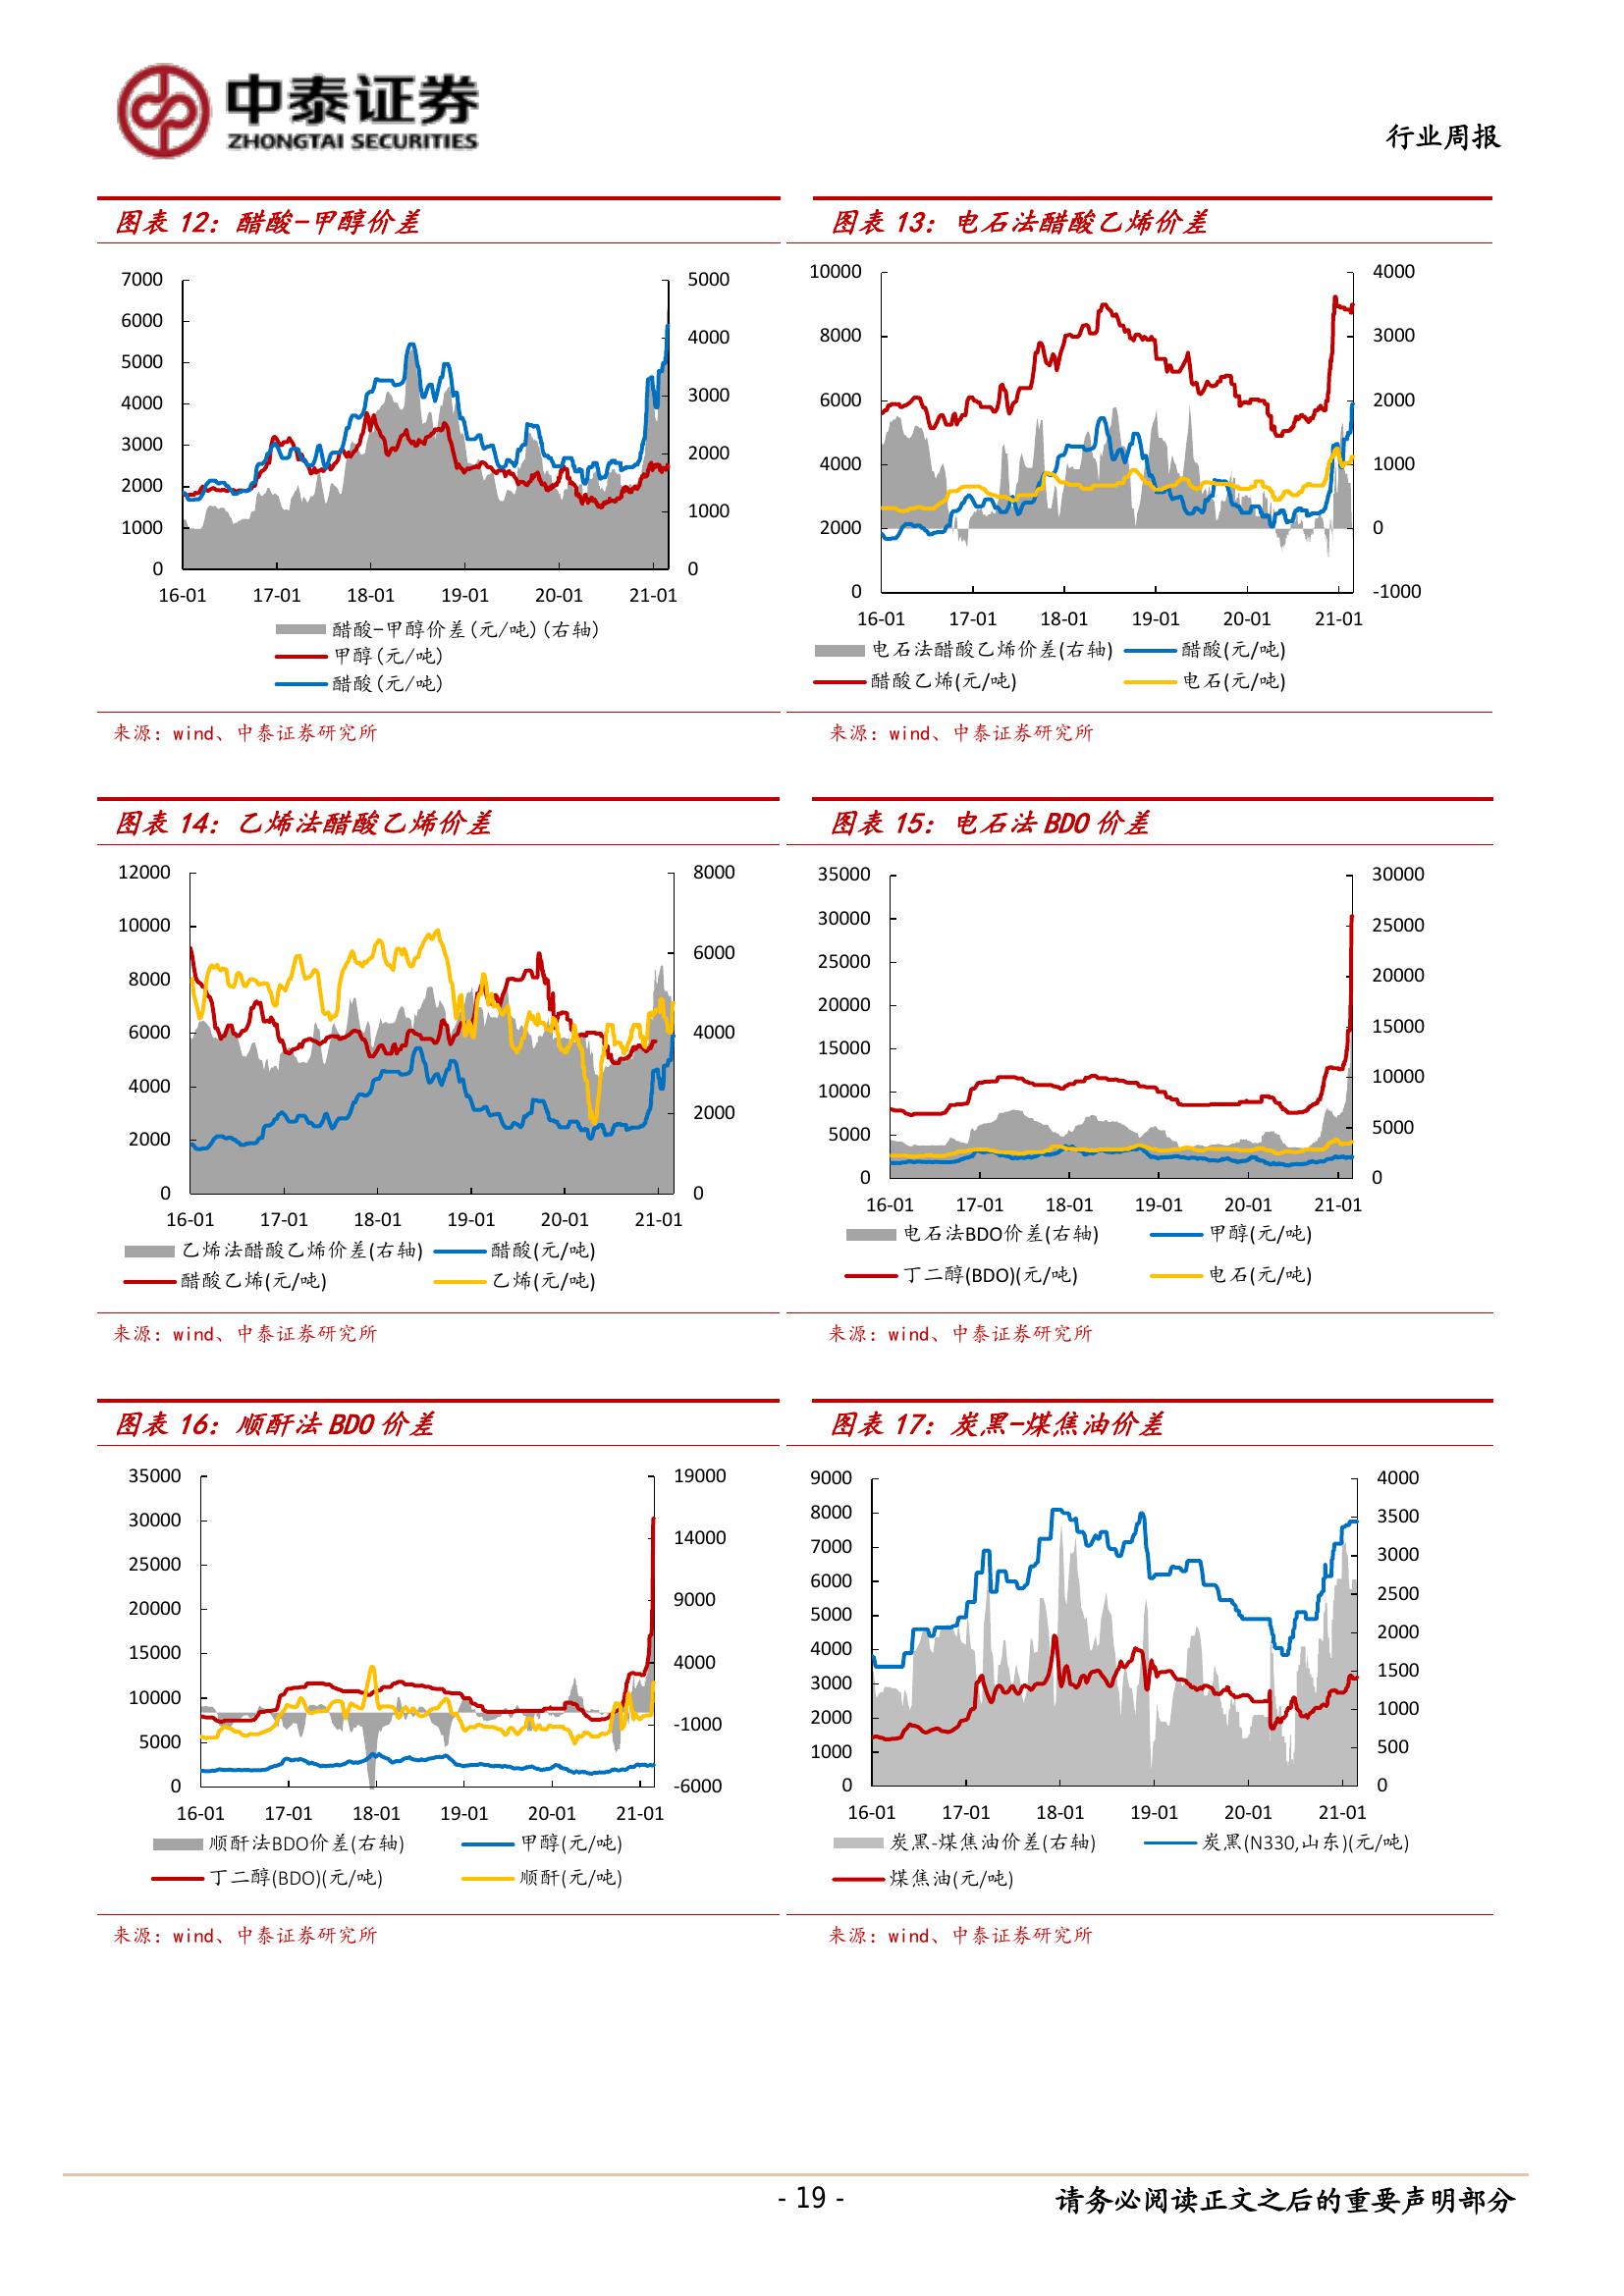 中泰证券
ZHONGTAI SECURITIES
行业周报
图表 12：醋酸-甲醇价差
7000
6000
5000
4000
3000
2000
1000
0
5000
4000
3000
2000
1000
0
16-01 17-01 18-01 19-01 20-01 21-01
醋酸-甲醇价差(元/吨)(右轴)
甲醇(元/吨)
醋酸(元/吨)
来源：wind、中泰证券研究所
图表 13：电石法醋酸乙烯价差
10000
8000
6000
4000
2000
0
4000
3000
2000
1000
0
-1000
16-01 17-01 18-01 19-01 20-01 21-01
电石法醋酸乙烯价差(右轴) 醋酸(元/吨)
醋酸乙烯(元/吨) 电石(元/吨)
来源：wind、中泰证券研究所
图表 14：乙烯法醋酸乙烯价差
12000
10000
8000
6000
4000
2000
0
8000
6000
4000
2000
0
16-01 17-01 18-01 19-01 20-01 21-01
乙烯法醋酸乙烯价差(右轴) 醋酸(元/吨)
醋酸乙烯(元/吨) 乙烯(元/吨)
来源：wind、中泰证券研究所
图表 15：电石法 BDO 价差
35000
30000
25000
20000
15000
10000
5000
0
30000
25000
20000
15000
10000
5000
0
16-01 17-01 18-01 19-01 20-01 21-01
电石法BDO价差(右轴) 甲醇(元/吨)
丁二醇(BDO)(元/吨) 电石(元/吨)
来源：wind、中泰证券研究所
图表 16：顺酐法 BDO 价差
35000
30000
25000
20000
15000
10000
5000
0
19000
14000
9000
4000
-1000
-6000
16-01 17-01 18-01 19-01 20-01 21-01
顺酐法BDO价差(右轴) 甲醇(元/吨)
丁二醇(BDO)(元/吨) 顺酐(元/吨)
来源：wind、中泰证券研究所
图表 17：炭黑-煤焦油价差
9000
8000
7000
6000
5000
4000
3000
2000
1000
0
4000
3500
3000
2500
2000
1500
1000
500
0
16-01 17-01 18-01 19-01 20-01 21-01
炭黑-煤焦油价差(右轴) 炭黑(N330,山东)(元/吨)
煤焦油(元/吨)
来源：wind、中泰证券研究所
- 19 -
请务必阅读正文之后的重要声明部分